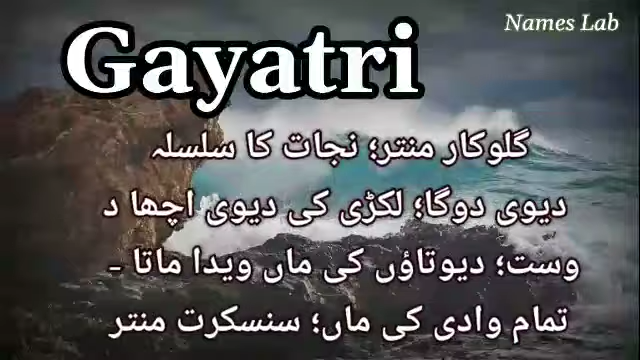 Names Lab
Gayatri
گلوکار منتر؛ نجات کا سلسلہ
دیوی دوگا؛ لکڑی کی دیوی اچھا د
وست؛ دیوتاؤں کی ماں ویدا ماتا -
تمام وادی کی ماں؛ سنسکرت منتر